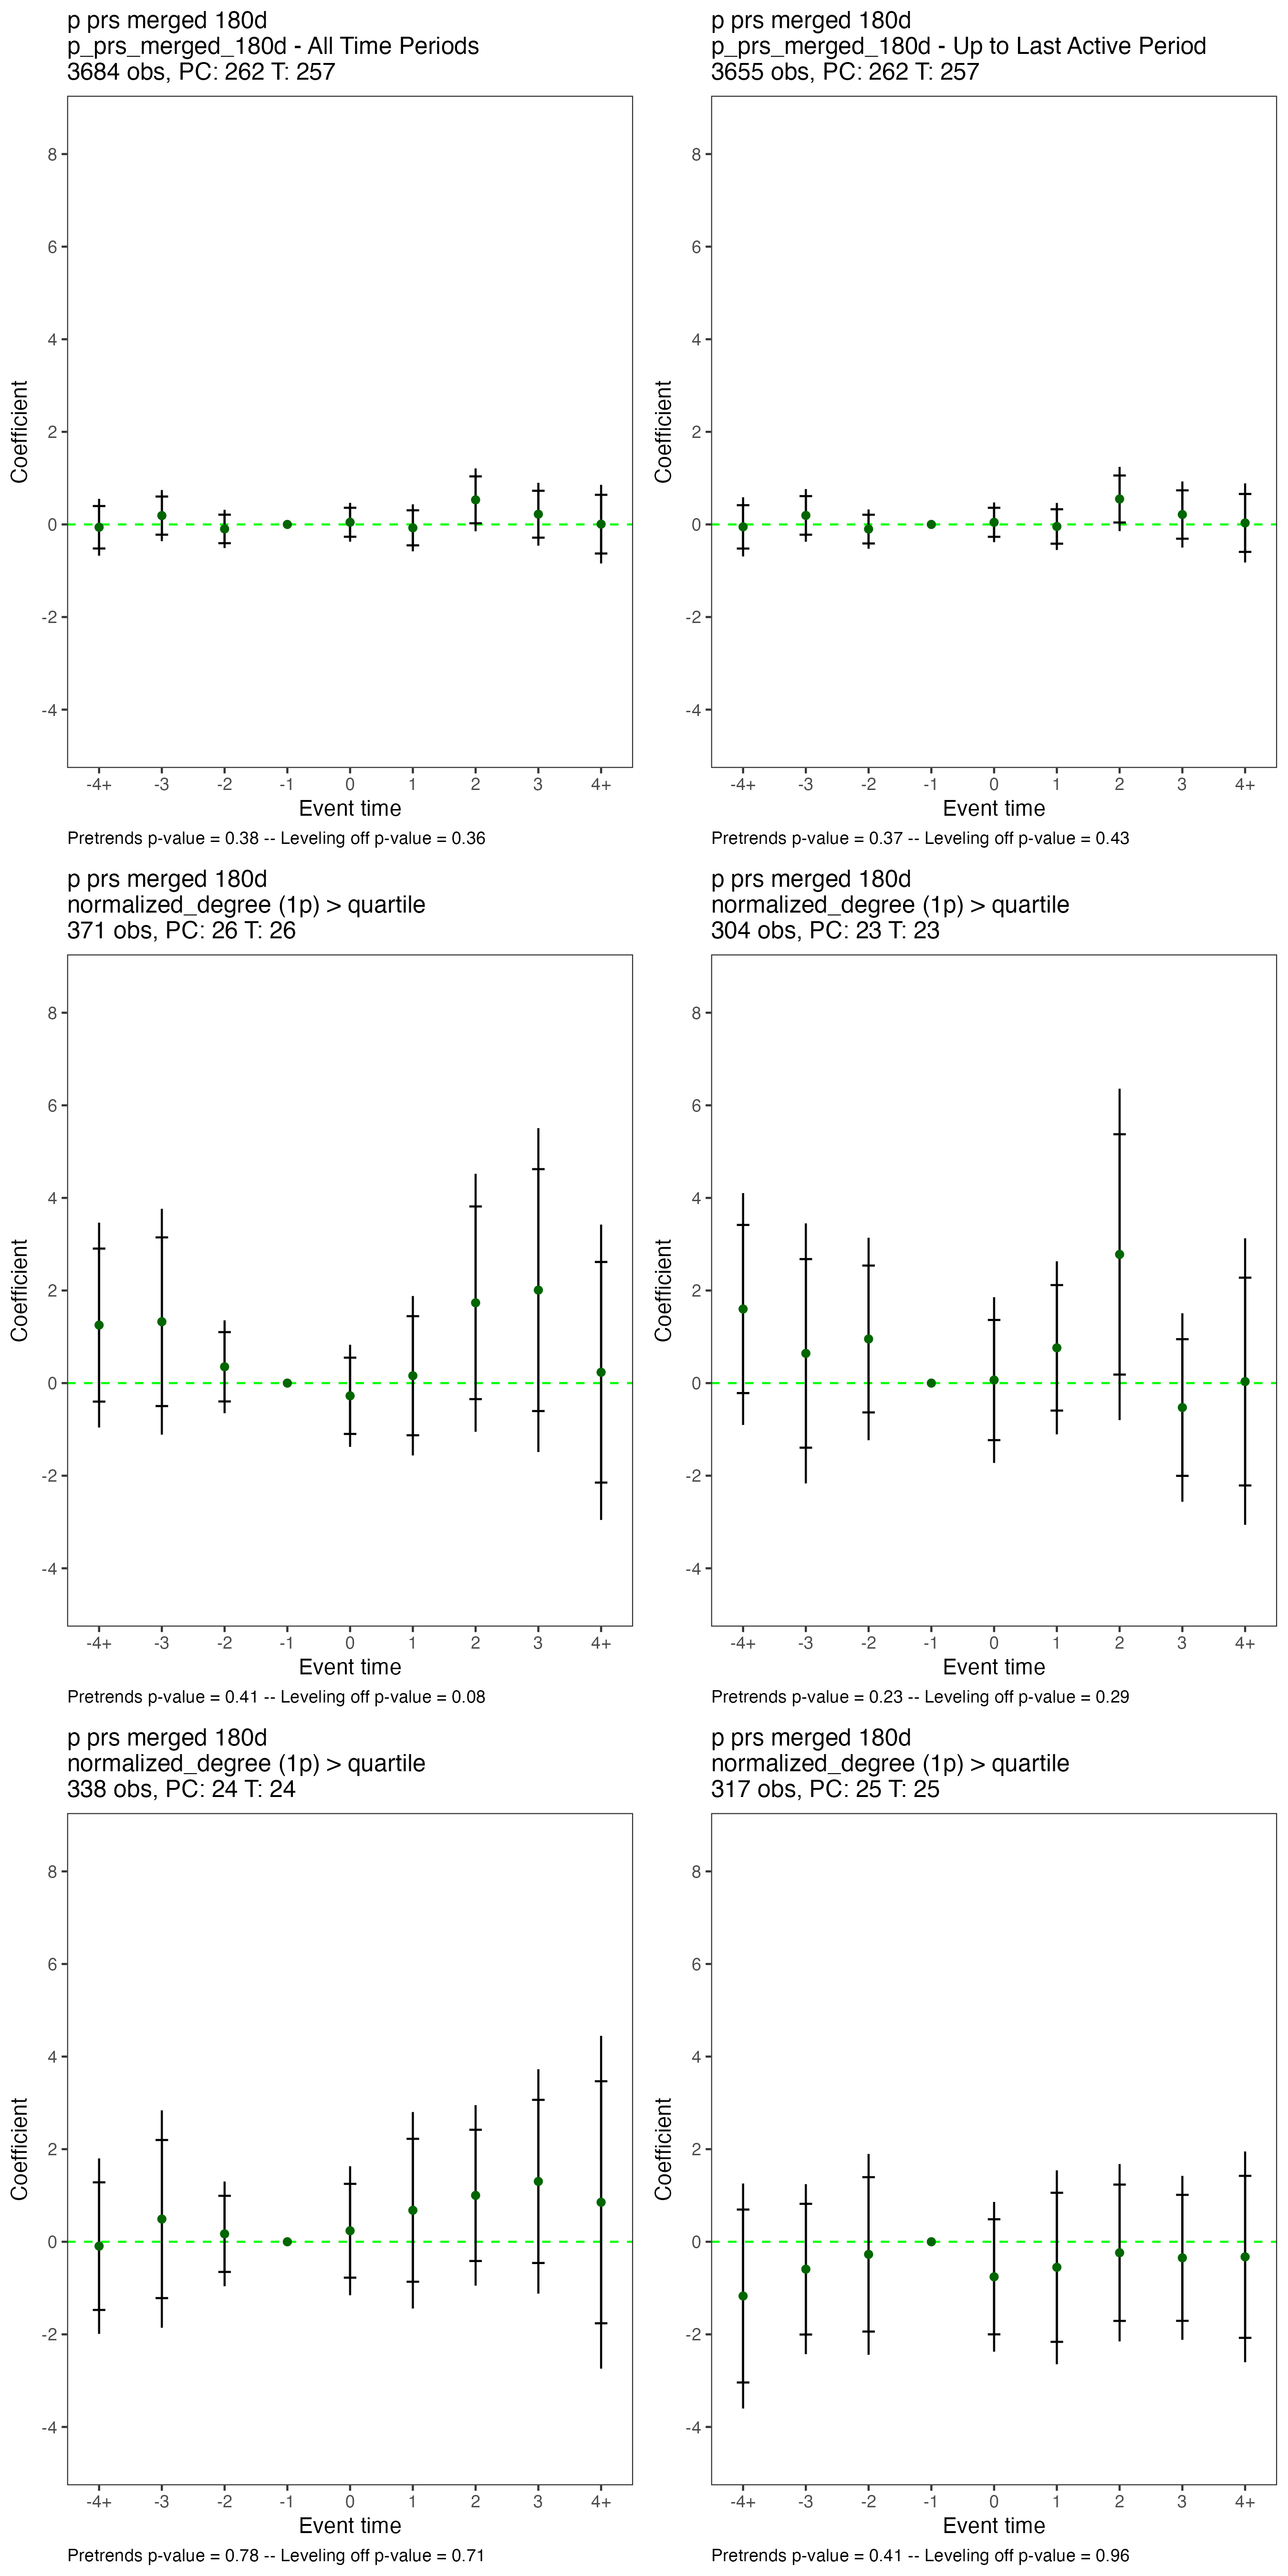 p prs merged 180d
p_prs_merged_180d - All Time Periods
3684 obs, PC: 262 T: 257
8
6
4
2
0
-2
-4
Coefficient
-4+ -3 -2 -1 0 1 2 3 4+
Event time
Pretrends p-value = 0.38 -- Leveling off p-value = 0.36
p prs merged 180d
p_prs_merged_180d - Up to Last Active Period
3655 obs, PC: 262 T: 257
8
6
4
2
0
-2
-4
Coefficient
-4+ -3 -2 -1 0 1 2 3 4+
Event time
Pretrends p-value = 0.37 -- Leveling off p-value = 0.43
p prs merged 180d
normalized_degree (1p) > quartile
371 obs, PC: 26 T: 26
8
6
4
2
0
-2
-4
Coefficient
-4+ -3 -2 -1 0 1 2 3 4+
Event time
Pretrends p-value = 0.41 -- Leveling off p-value = 0.08
p prs merged 180d
normalized_degree (1p) > quartile
304 obs, PC: 23 T: 23
8
6
4
2
0
-2
-4
Coefficient
-4+ -3 -2 -1 0 1 2 3 4+
Event time
Pretrends p-value = 0.23 -- Leveling off p-value = 0.29
p prs merged 180d
normalized_degree (1p) > quartile
338 obs, PC: 24 T: 24
8
6
4
2
0
-2
-4
Coefficient
-4+ -3 -2 -1 0 1 2 3 4+
Event time
Pretrends p-value = 0.78 -- Leveling off p-value = 0.71
p prs merged 180d
normalized_degree (1p) > quartile
317 obs, PC: 25 T: 25
8
6
4
2
0
-2
-4
Coefficient
-4+ -3 -2 -1 0 1 2 3 4+
Event time
Pretrends p-value = 0.41 -- Leveling off p-value = 0.96